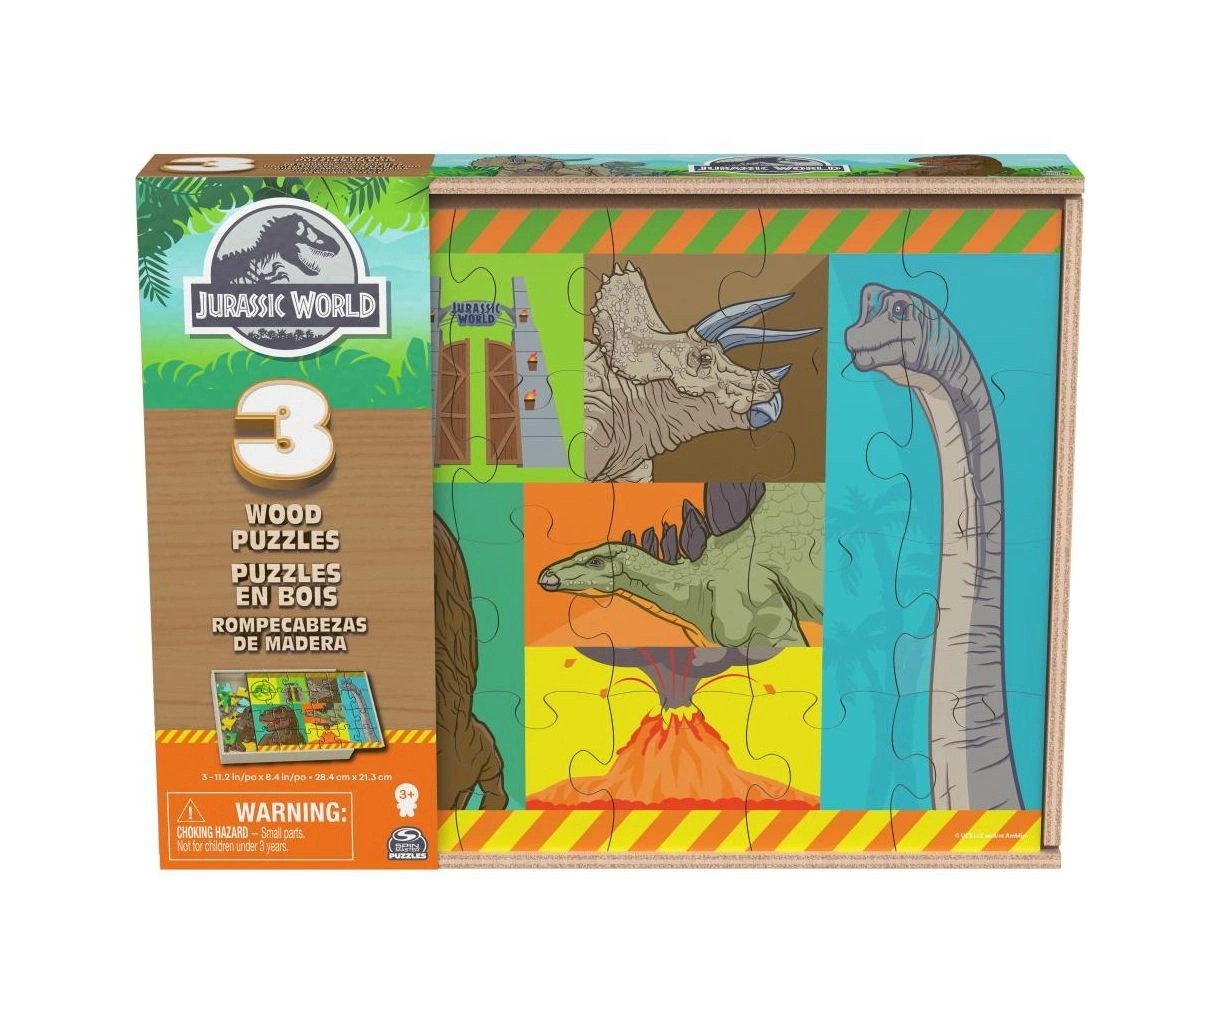 3
JURASSIC WORLD
JURASSIC WORLD
3
WOOD
PUZZLES
PUZZLES
EN BOIS
ROMPECABEZAS
DE MADERA
3 - 11.2 in/po x 8.4 in/po • 28.4 cm x 21.3 cm
WARNING:
CHOKING HAZARD — Small parts.
Not for children under 3 years.
3+
SPIN
MASTER
PUZZLES
JURASSIC
WORLD